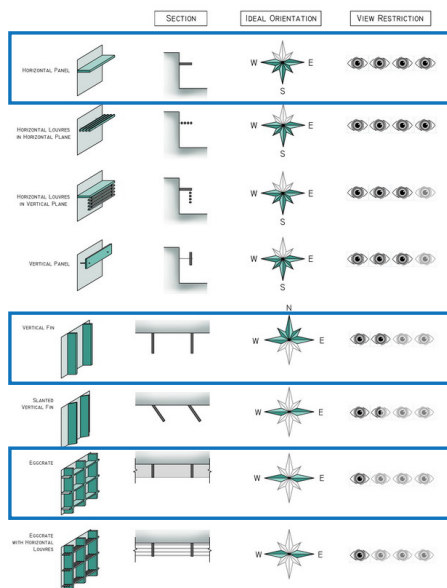 SECTION
IDEAL ORIENTATION
VIEW RESTRICTION
HORIZONTAL PANEL
W E
S
HORIZONTAL LOUVRES
IN HORIZONTAL PLANE
W E
S
HORIZONTAL LOUVRES
IN VERTICAL PLANE
W E
S
VERTICAL PANEL
W E
S
VERTICAL FIN
N
W E
SLANTED
VERTICAL FIN
W E
EGGCRATE
W E
EGGCRATE
WITH HORIZONTAL
LOUVRES
W E